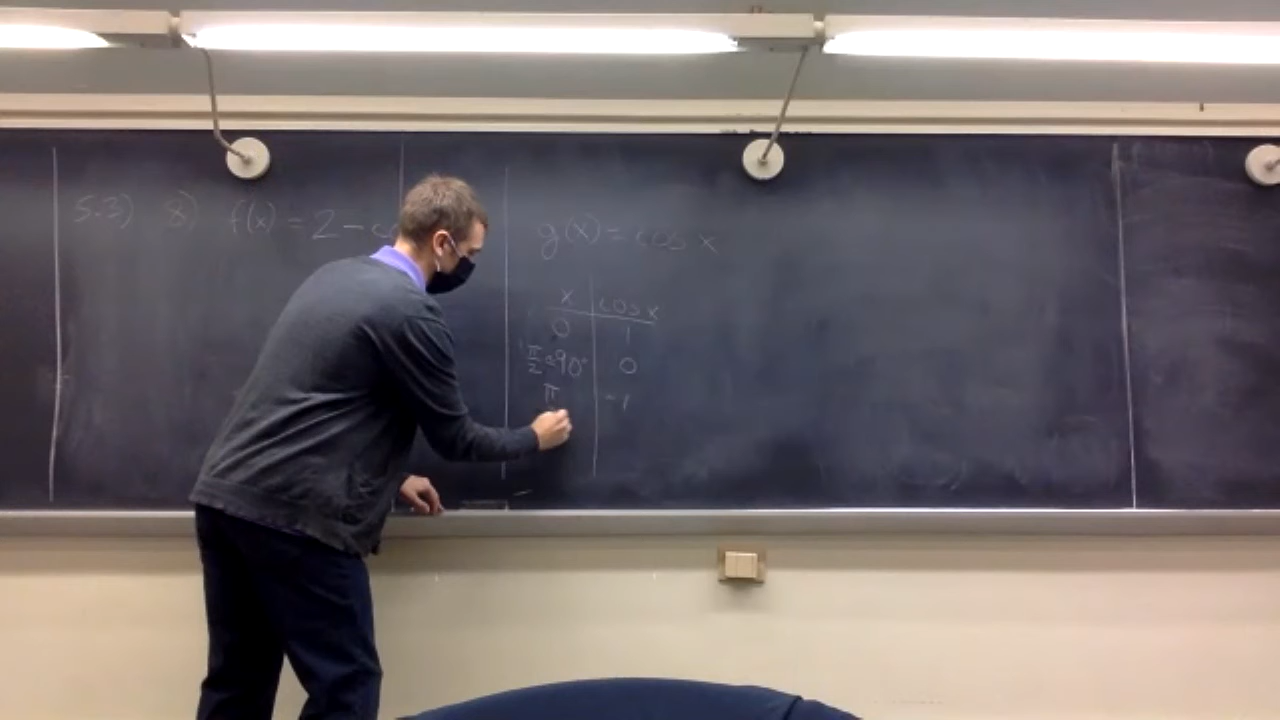 5.3) 8) f(x) = 2 - c
g(x) = cos x
x cos x
0 1
π/2 = 90° 0
π -1